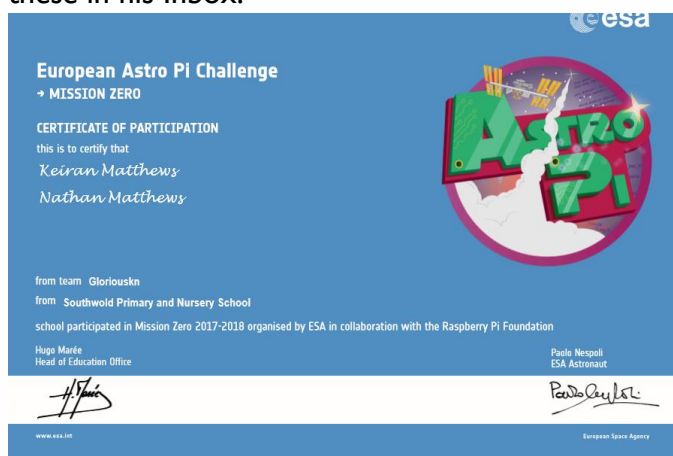 these in his inbox.
esa
European Astro Pi Challenge
→ MISSION ZERO
CERTIFICATE OF PARTICIPATION
this is to certify that
Keiran Matthews
Nathan Matthews
ASTRO
PI
from team Gloriouskn
from Southwold Primary and Nursery School
school participated in Mission Zero 2017-2018 organised by ESA in collaboration with the Raspberry Pi Foundation
Hugo Marée
Head of Education Office
Paolo Nespoli
ESA Astronaut
H. Marée
www.esa.int
European Space Agency